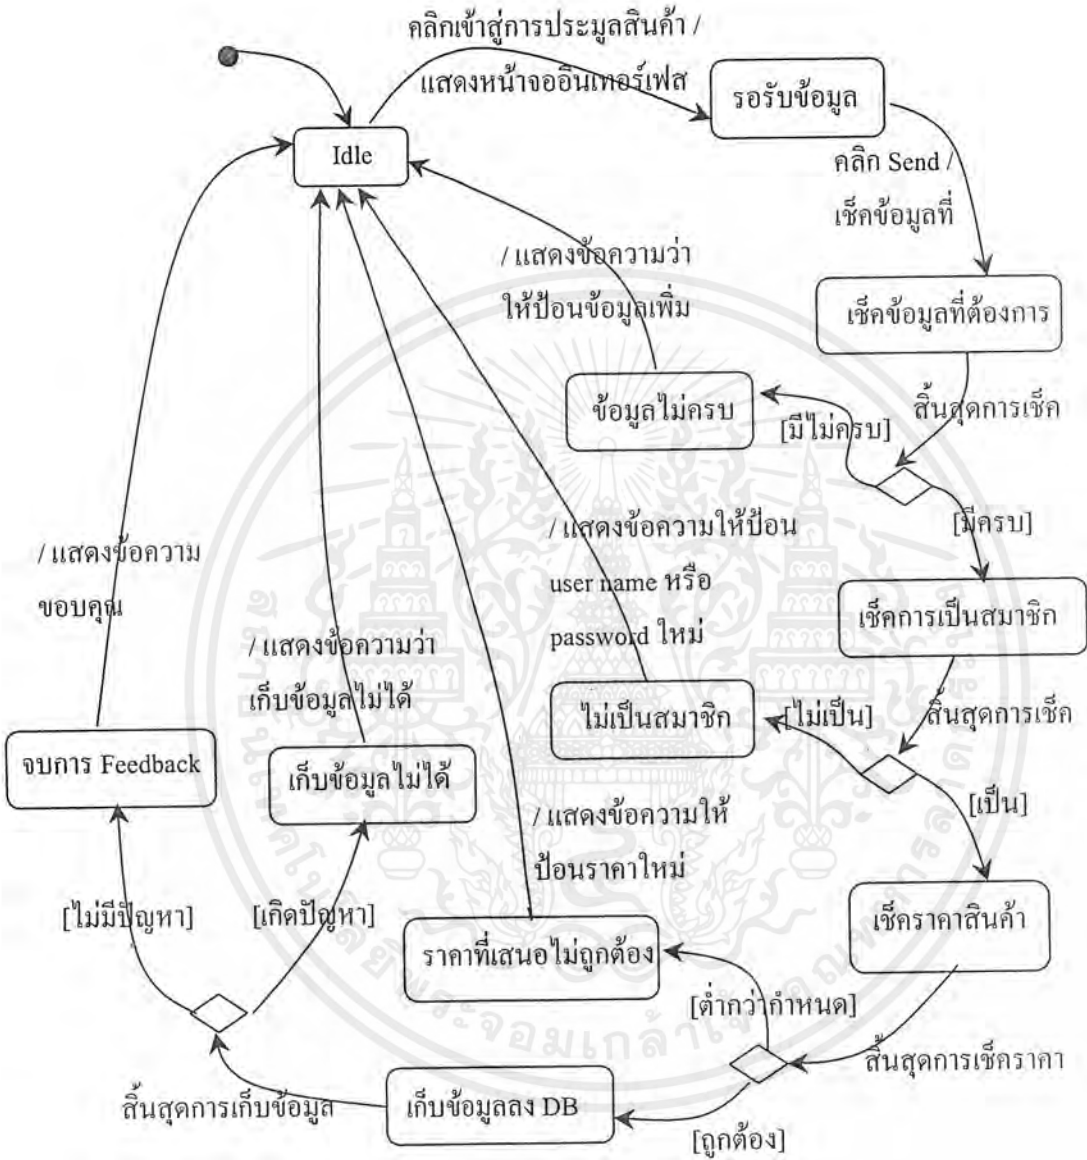 คลิกเข้าสู่การประมูลสินค้า /
แสดงหน้าจออินเทอร์เฟส
รอรับข้อมูล
Idle
คลิก Send /
เช็คข้อมูลที่
/ แสดงข้อความว่า
ให้ป้อนข้อมูลเพิ่ม
เช็คข้อมูลที่ต้องการ
ข้อมูลไม่ครบ
[มีไม่ครบ]
สิ้นสุดการเช็ค
[มีครบ]
/ แสดงข้อความให้ป้อน
user name หรือ
password ใหม่
/ แสดงข้อความ
ขอบคุณ
เช็คการเป็นสมาชิก
/ แสดงข้อความว่า
เก็บข้อมูลไม่ได้
ไม่เป็นสมาชิก
[ไม่เป็น]
สิ้นสุดการเช็ค
จบการ Feedback
เก็บข้อมูลไม่ได้
[เป็น]
/ แสดงข้อความให้
ป้อนราคาใหม่
[ไม่มีปัญหา]
[เกิดปัญหา]
เช็คราคาสินค้า
ราคาที่เสนอไม่ถูกต้อง
[ต่ำกว่ากำหนด]
สิ้นสุดการเช็คราคา
สิ้นสุดการเก็บข้อมูล
เก็บข้อมูลลง DB
[ถูกต้อง]